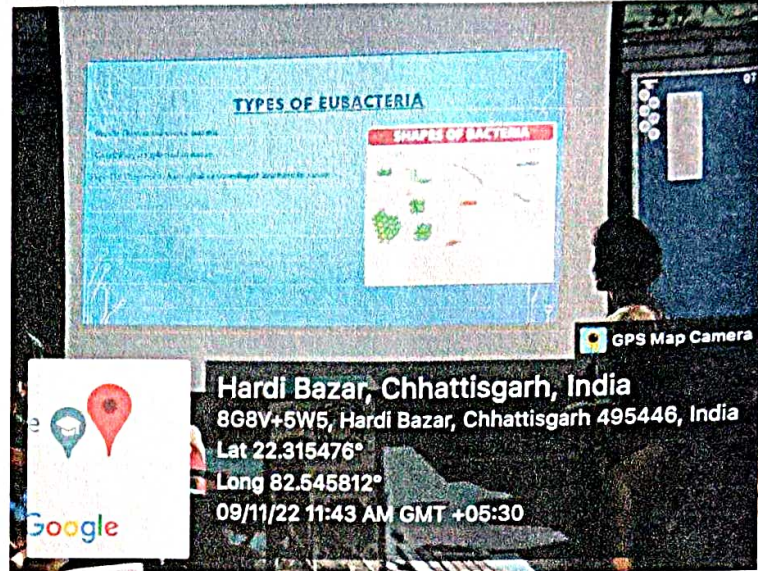 TYPES OF EUBACTERIA
SHAPES OF BACTERIA
07
GPS Map Camera
Hardi Bazar, Chhattisgarh, India
8G8V+5W5, Hardi Bazar, Chhattisgarh 495446, India
Lat 22.315476°
Long 82.545812°
09/11/22 11:43 AM GMT +05:30
e
Google